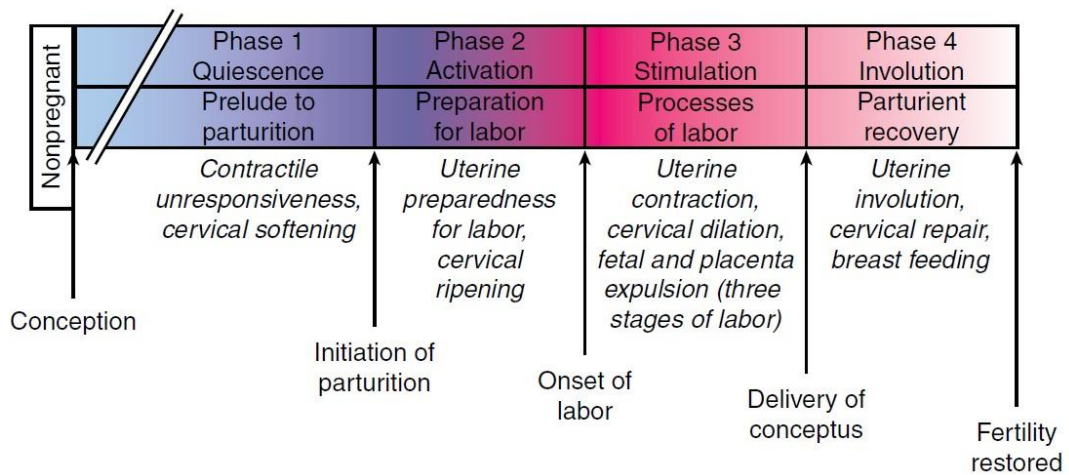 Nonpregnant
Phase 1
Quiescence
Prelude to
parturition
Contractile
unresponsiveness,
cervical softening
Phase 2
Activation
Preparation
for labor
Uterine
preparedness
for labor,
cervical
ripening
Phase 3
Stimulation
Processes
of labor
Uterine
contraction,
cervical dilation,
fetal and placenta
expulsion (three
stages of labor)
Phase 4
Involution
Parturient
recovery
Uterine
involution,
cervical repair,
breast feeding
Conception
Initiation of
parturition
Onset of
labor
Delivery of
conceptus
Fertility
restored